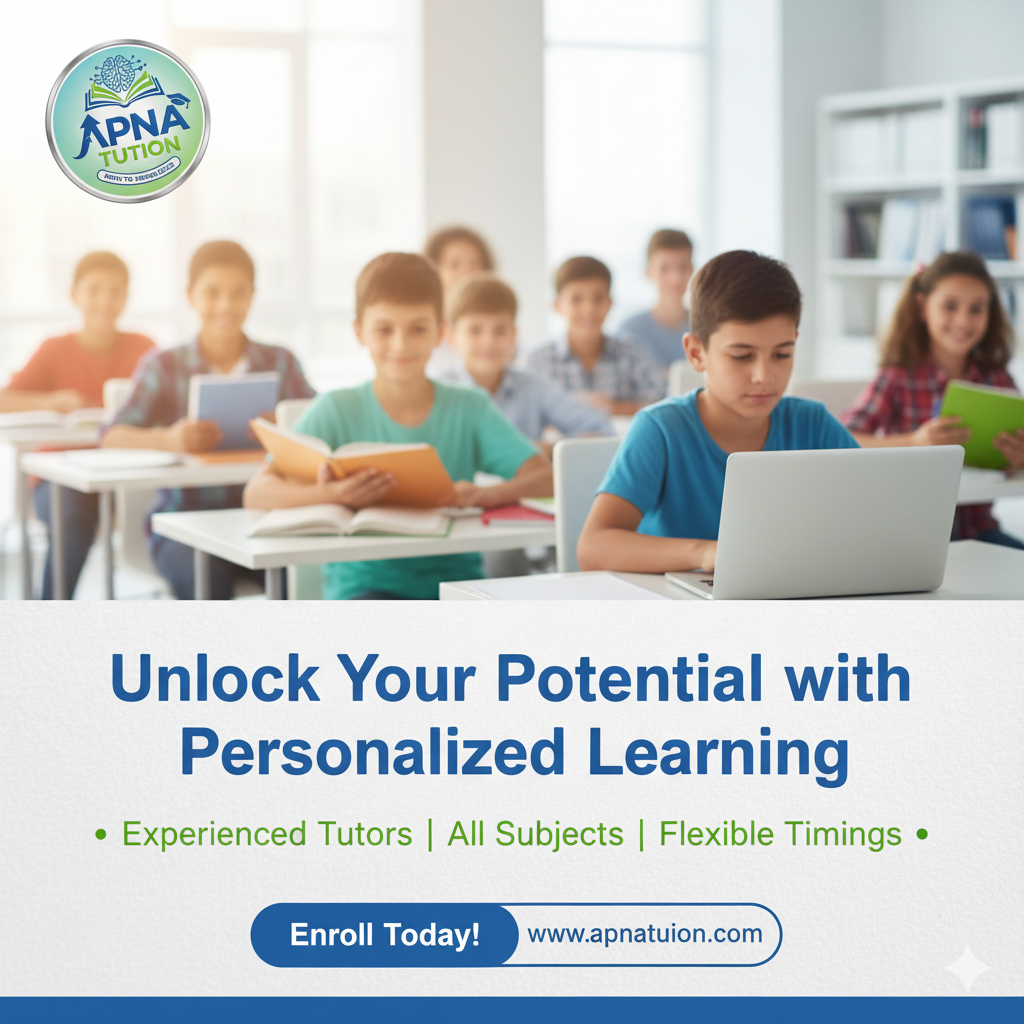 APNA
TUTION
Unlock Your Potential with
Personalized Learning
• Experienced Tutors | All Subjects | Flexible Timings •
Enroll Today! www.apnatuion.com